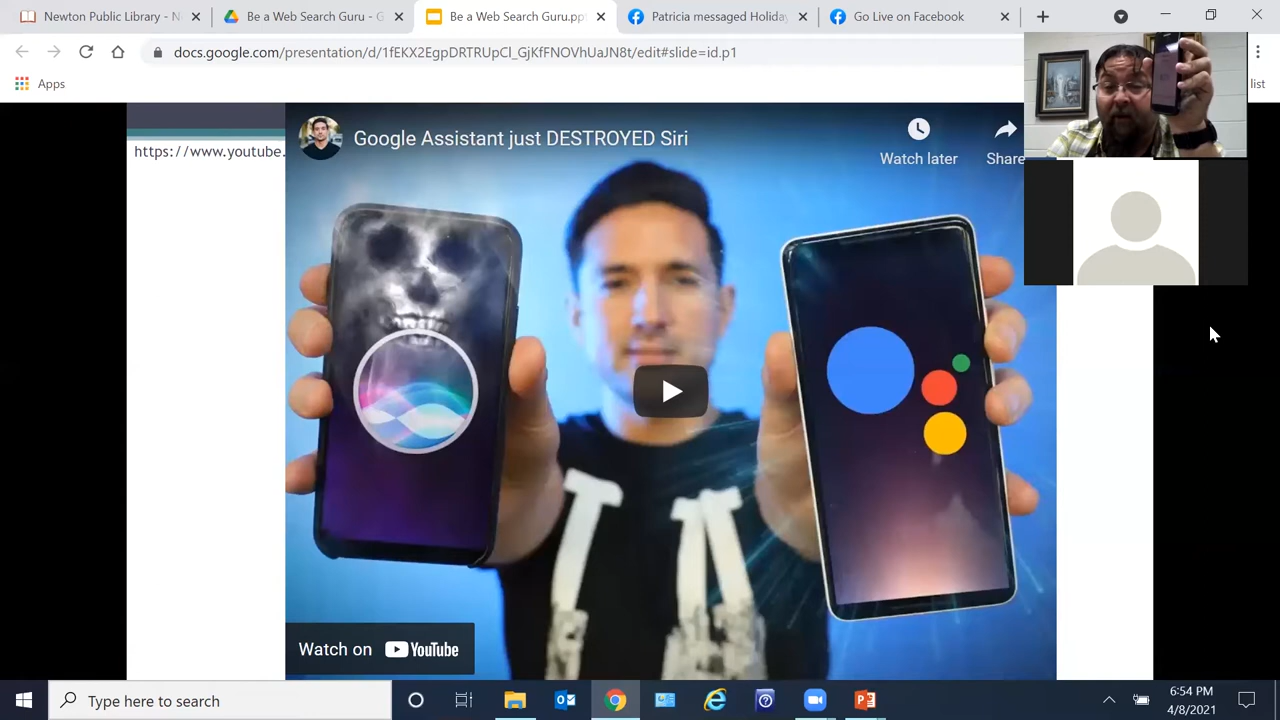 Newton Public Library - N
Be a Web Search Guru - G
Be a Web Search Guru.pp
Patricia messaged Holiday
Go Live on Facebook
docs.google.com/presentation/d/1fEKX2EgpDRTRUpCl_GjKfFNOVhUaJN8t/edit#slide=id.p1
Apps
list
https://www.youtube.
Google Assistant just DESTROYED Siri
Watch later
Share
Watch on YouTube
Type here to search
6:54 PM
4/8/2021